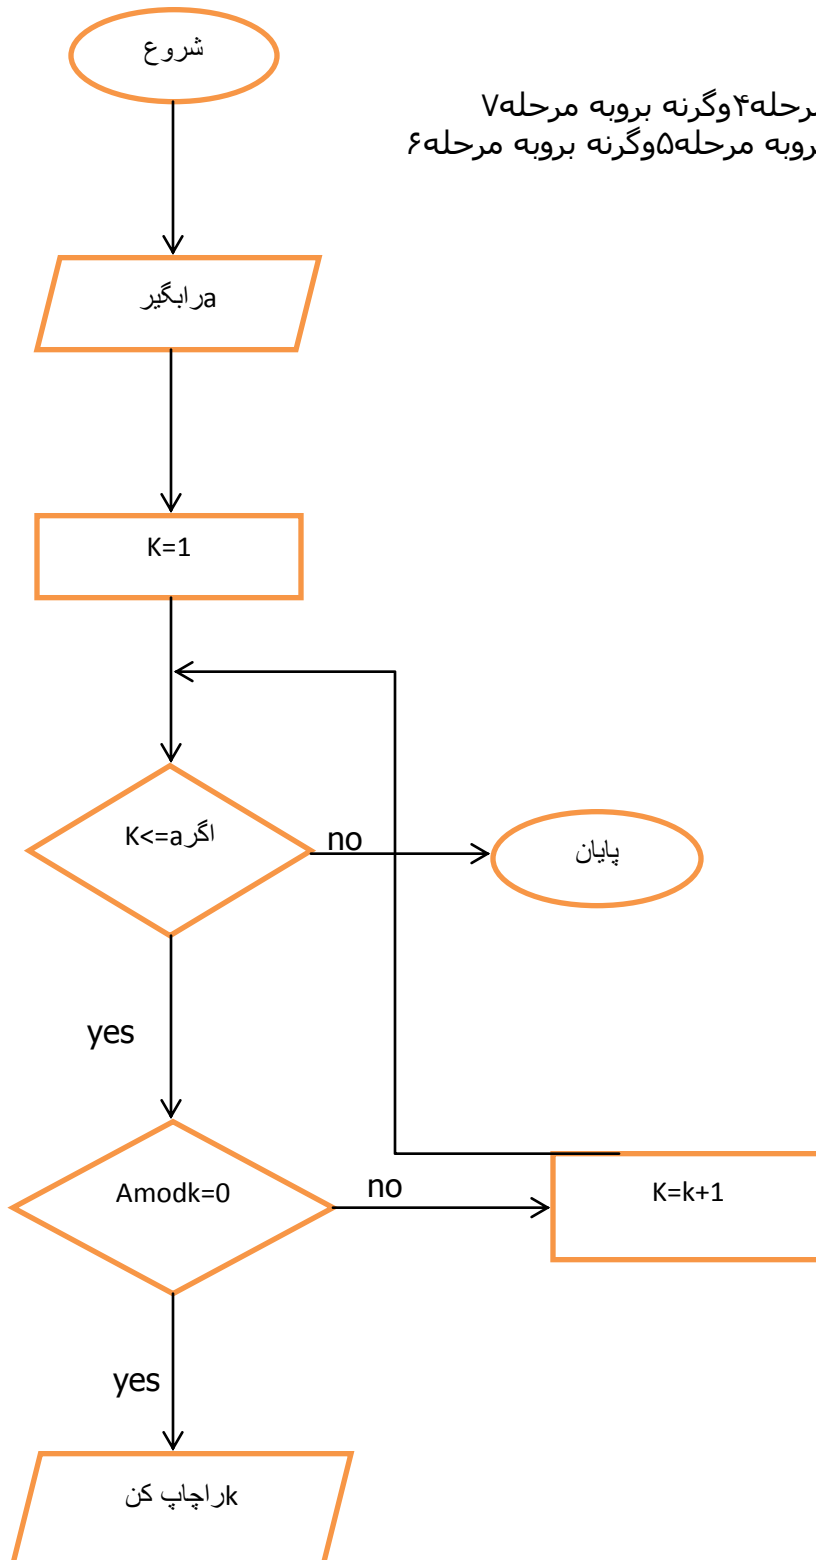 شروع
مرحله۴وگرنه بروبه مرحله۷
بروبه مرحله۵وگرنه بروبه مرحله۶
aرابگیر
K=1
اگرK<=a
no
پایان
yes
Amodk=0
no
K=k+1
yes
kراچاپ کن